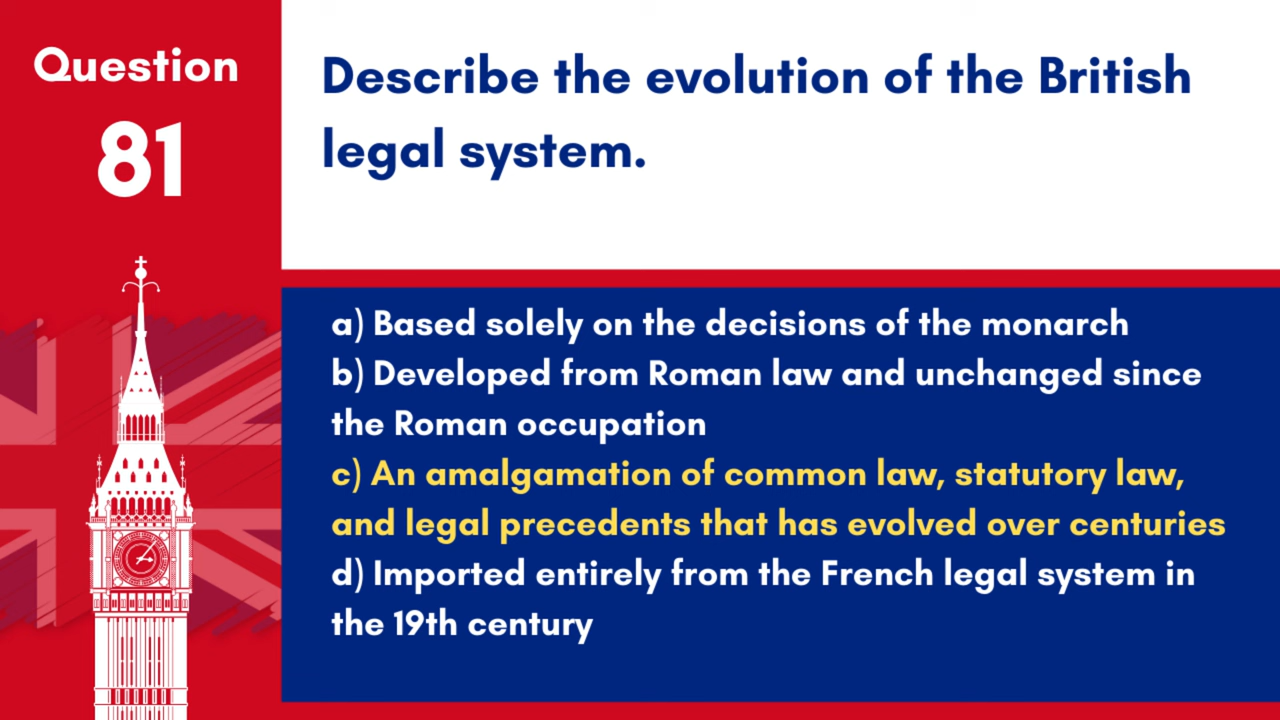 Question
81
Describe the evolution of the British
legal system.
a) Based solely on the decisions of the monarch
b) Developed from Roman law and unchanged since
the Roman occupation
c) An amalgamation of common law, statutory law,
and legal precedents that has evolved over centuries
d) Imported entirely from the French legal system in
the 19th century